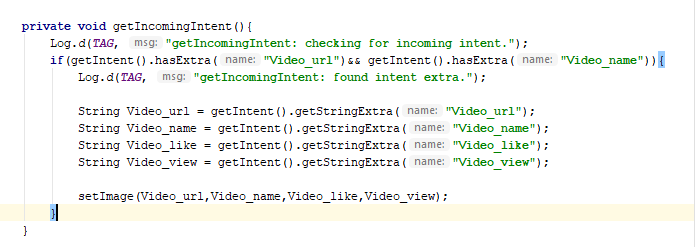 private void getIncomingIntent(){
Log.d(TAG, msg: "getIncomingIntent: checking for incoming intent.");
if(getIntent().hasExtra( name: "Video_url")&& getIntent().hasExtra( name: "Video_name")){
Log.d(TAG, msg: "getIncomingIntent: found intent extra.");
String Video_url = getIntent().getStringExtra( name: "Video_url");
String Video_name = getIntent().getStringExtra( name: "Video_name");
String Video_like = getIntent().getStringExtra( name: "Video_like");
String Video_view = getIntent().getStringExtra( name: "Video_view");
setImage(Video_url,Video_name,Video_like,Video_view);
}
}